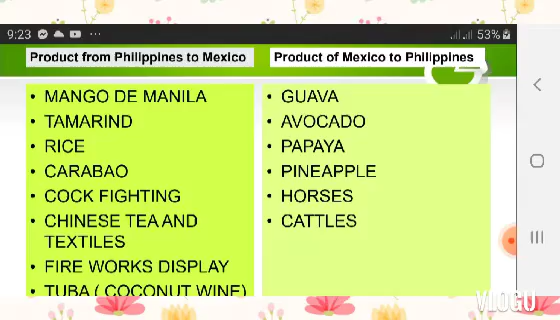 9:23 ... 53%
Product from Philippines to Mexico
Product of Mexico to Philippines
• MANGO DE MANILA
• TAMARIND
• RICE
• CARABAO
• COCK FIGHTING
• CHINESE TEA AND
TEXTILES
• FIRE WORKS DISPLAY
• TUBA ( COCONUT WINE)
• GUAVA
• AVOCADO
• PAPAYA
• PINEAPPLE
• HORSES
• CATTLES
VLOGU